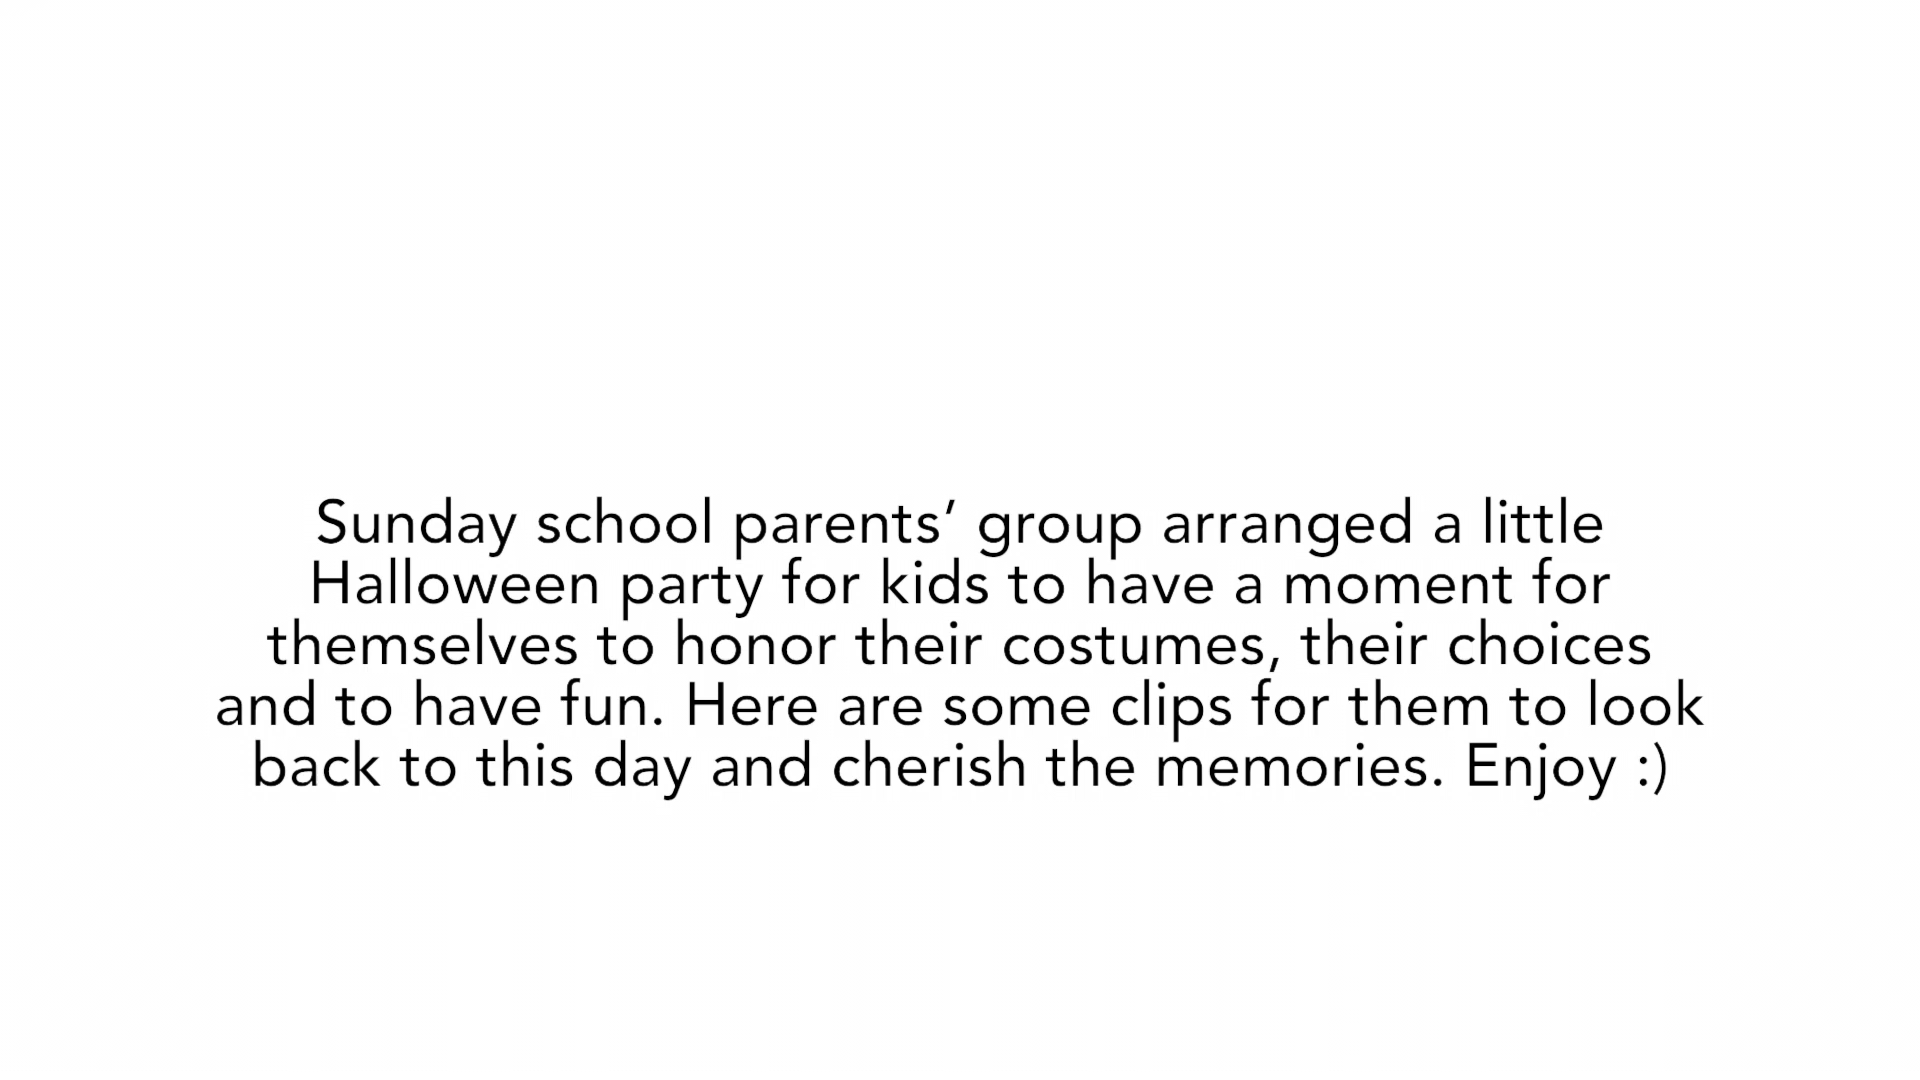 Sunday school parents’ group arranged a little
Halloween party for kids to have a moment for
themselves to honor their costumes, their choices
and to have fun. Here are some clips for them to look
back to this day and cherish the memories. Enjoy :)